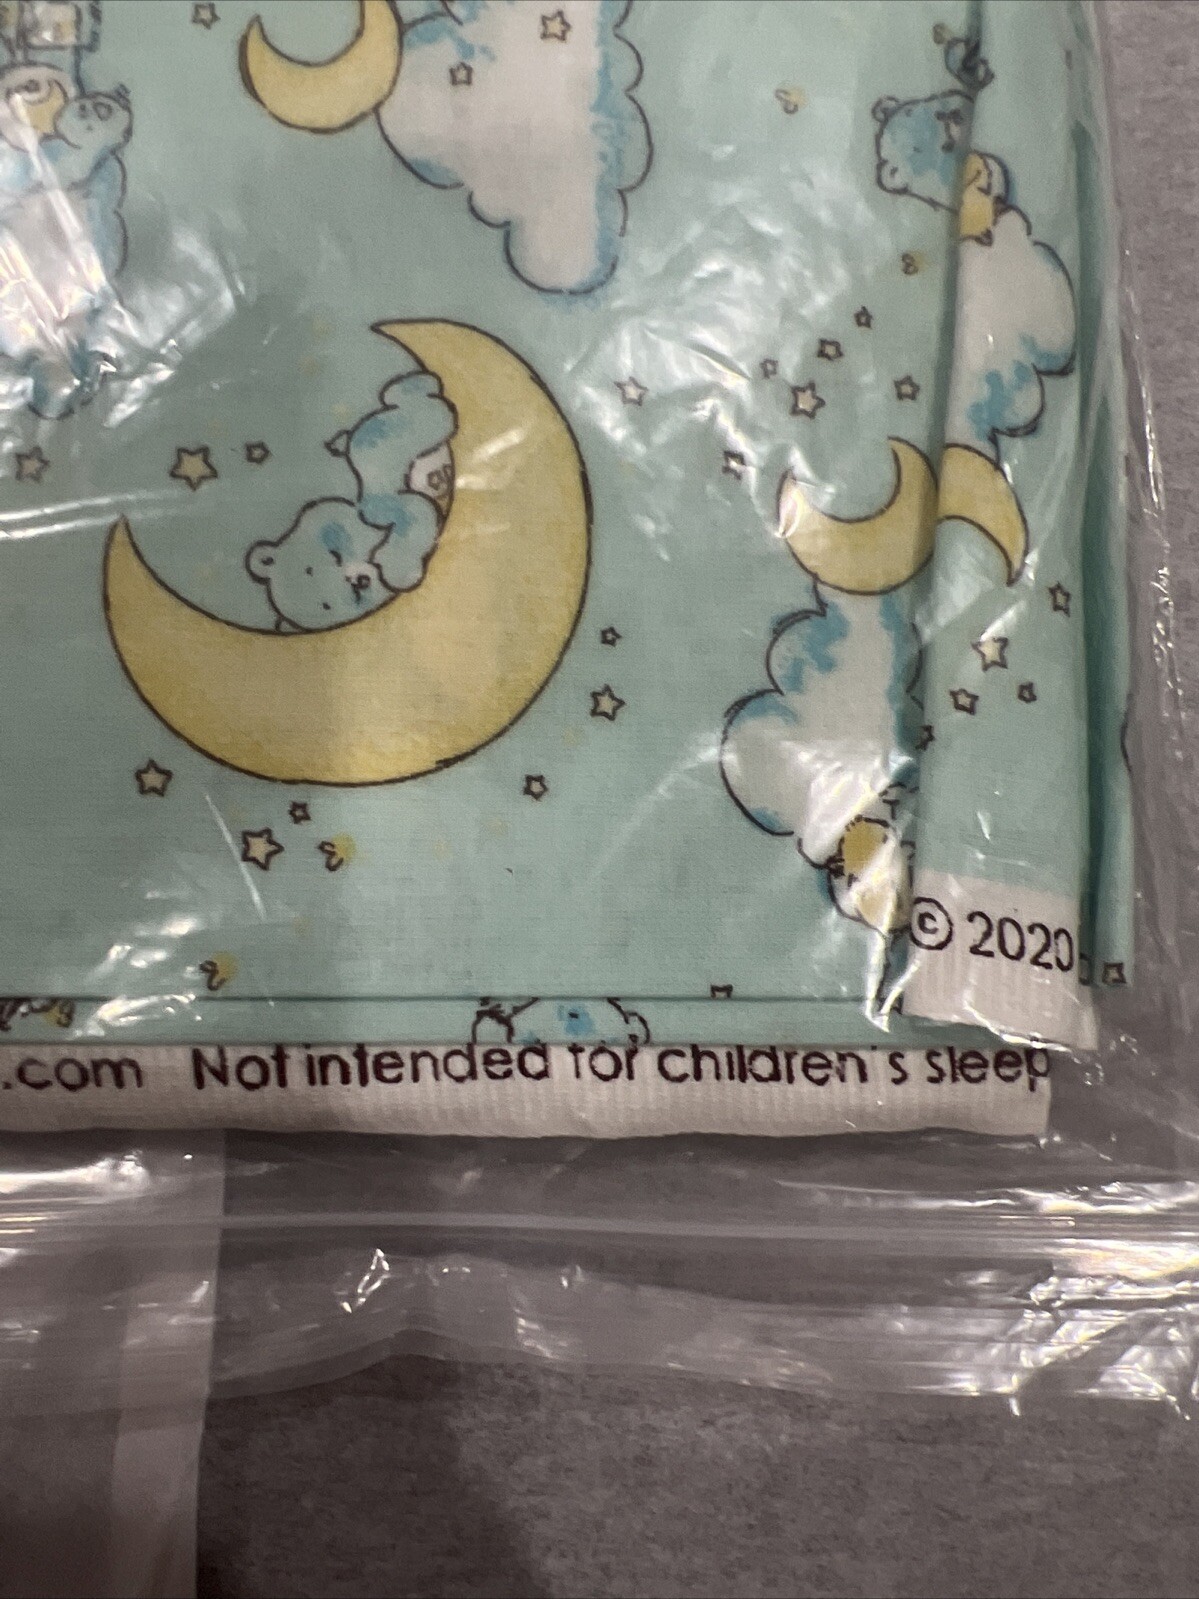 © 2020
.com Not intended for children's sleep